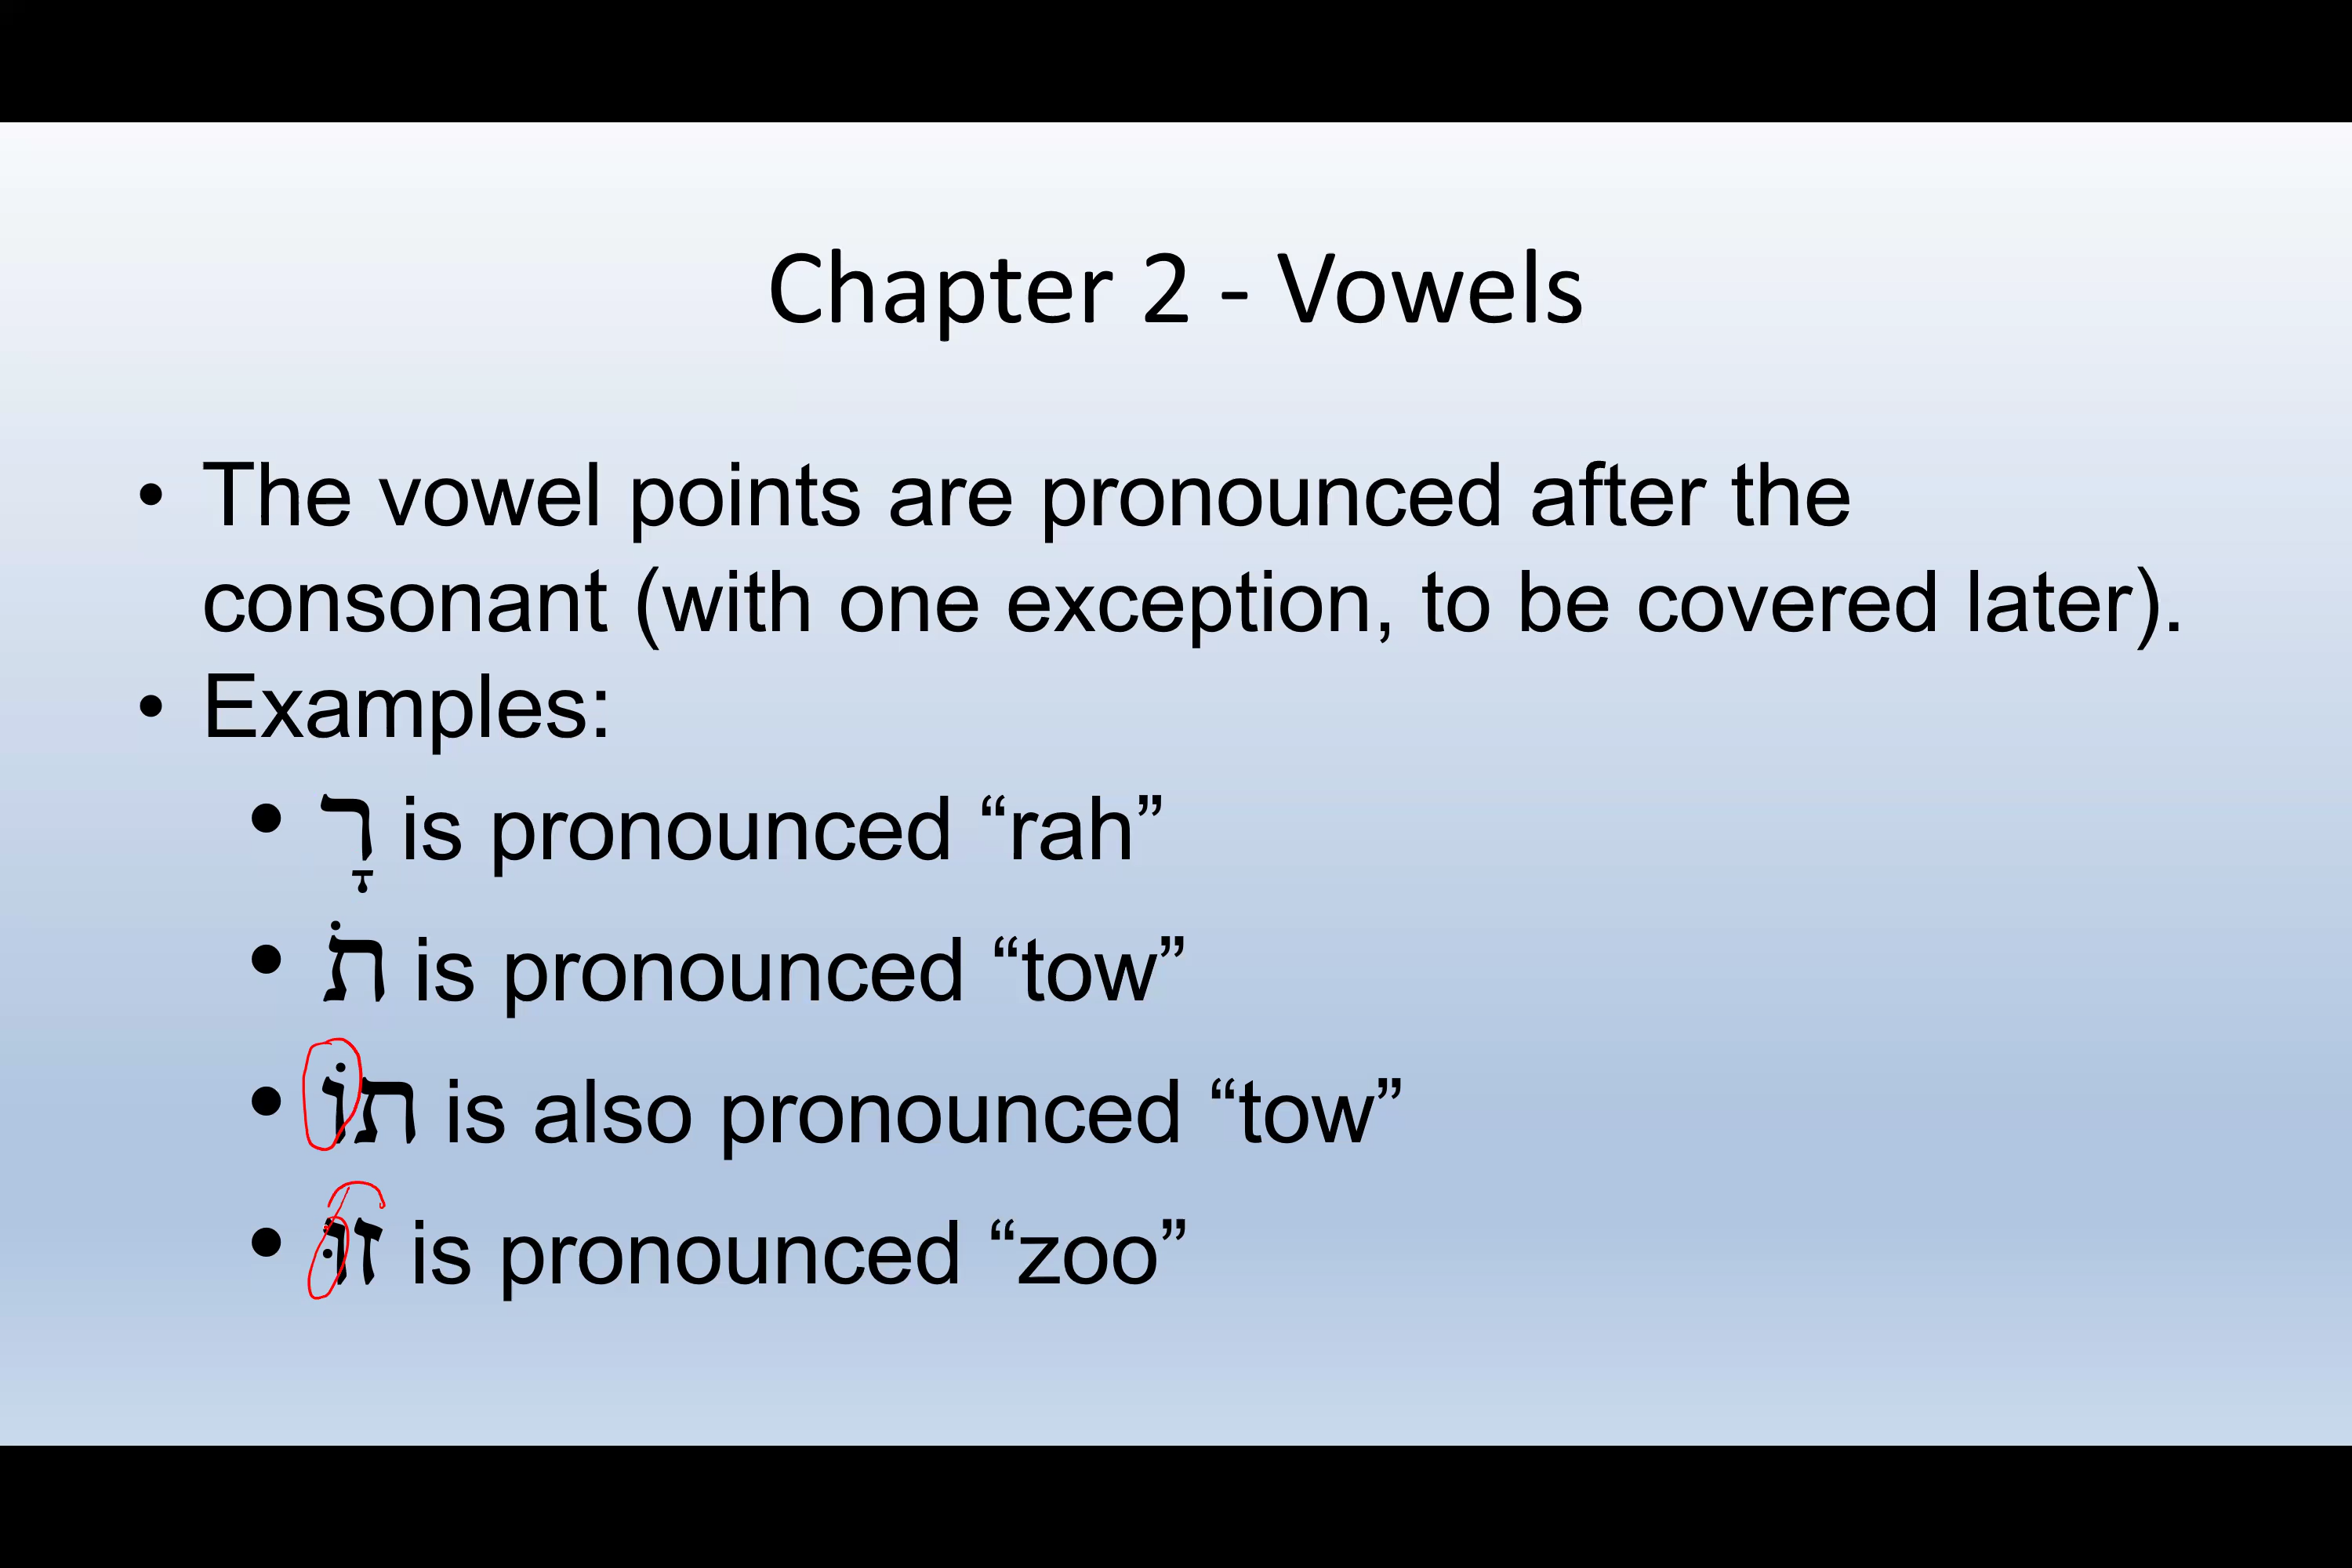 Chapter 2 - Vowels
• The vowel points are pronounced after the
consonant (with one exception, to be covered later).
• Examples:
• רָ is pronounced “rah”
• תֹ is pronounced “tow”
• תוֹ is also pronounced “tow”
• זוּ is pronounced “zoo”